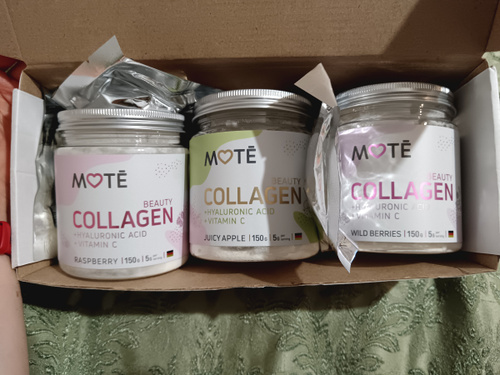 MOTĒ
BEAUTY
COLLAGEN
+HYALURONIC ACID
+VITAMIN C
RASPBERRY | 150g | 5g
MOTĒ
BEAUTY
COLLAGEN
+HYALURONIC ACID
+VITAMIN C
JUICY APPLE | 150g | 5g
MOTĒ
BEAUTY
COLLAGEN
+HYALURONIC ACID
VITAMIN C
WILD BERRIES | 150g | 5g